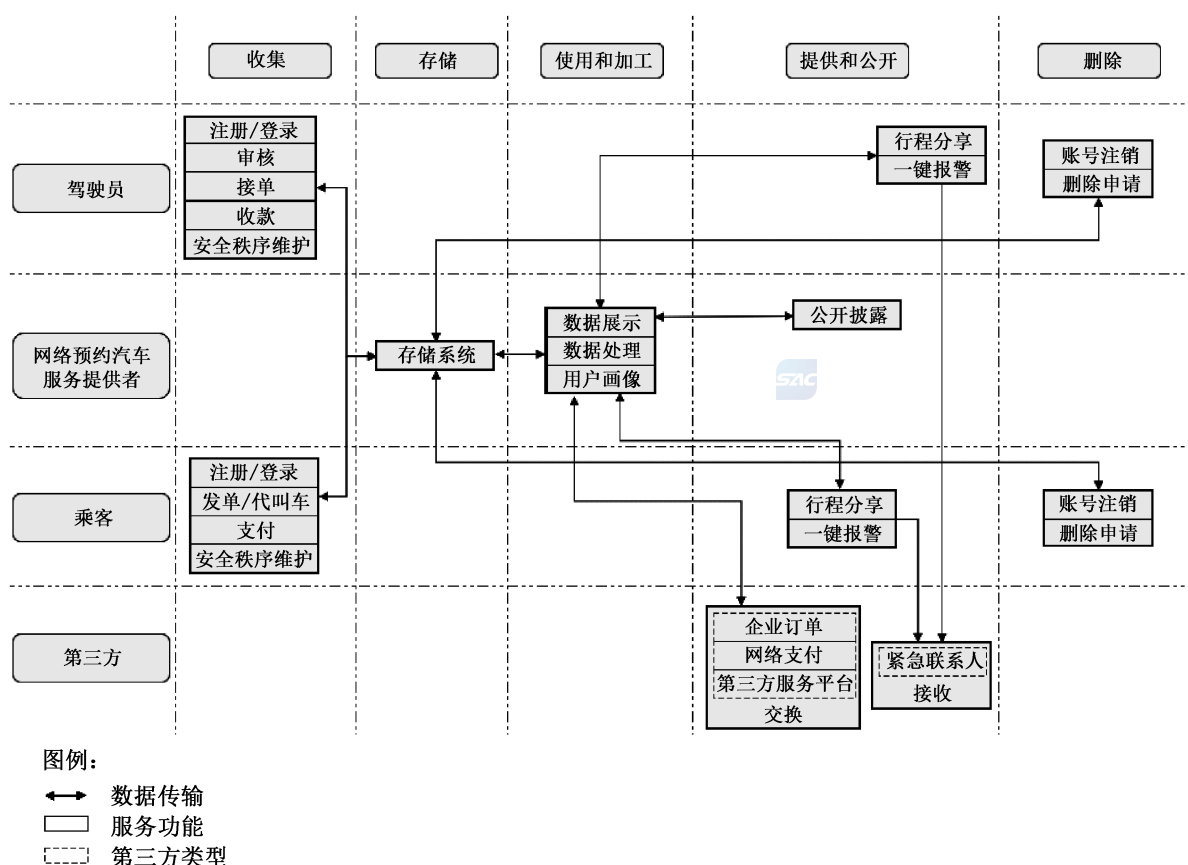 收集
存储
使用和加工
提供和公开
删除
驾驶员
注册/登录
审核
接单
收款
安全秩序维护
行程分享
一键报警
账号注销
删除申请
网络预约汽车
服务提供者
存储系统
数据展示
数据处理
用户画像
公开披露
SAC
乘客
注册/登录
发单/代叫车
支付
安全秩序维护
行程分享
一键报警
账号注销
删除申请
第三方
企业订单
网络支付
第三方服务平台
交换
紧急联系人
接收
图例：
数据传输
服务功能
第三方类型